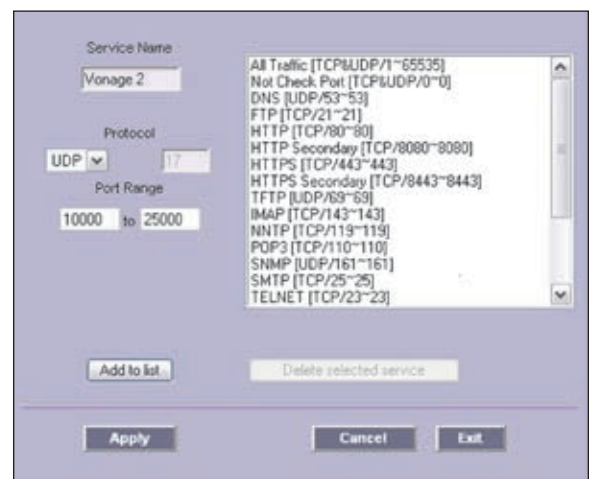 Service Name
Vonage 2
Protocol
UDP
17
Port Range
10000 to 25000
All Traffic [TCP&UDP/1~65535]
Not Check Port [TCP&UDP/0~0]
DNS [UDP/53~53]
FTP [TCP/21~21]
HTTP [TCP/80~80]
HTTP Secondary [TCP/8080~8080]
HTTPS [TCP/443~443]
HTTPS Secondary [TCP/8443~8443]
TFTP [UDP/69~69]
IMAP [TCP/143~143]
NNTP [TCP/119~119]
POP3 [TCP/110~110]
SNMP [UDP/161~161]
SMTP [TCP/25~25]
TELNET [TCP/23~23]
Add to list
Delete selected service
Apply
Cancel
Exit